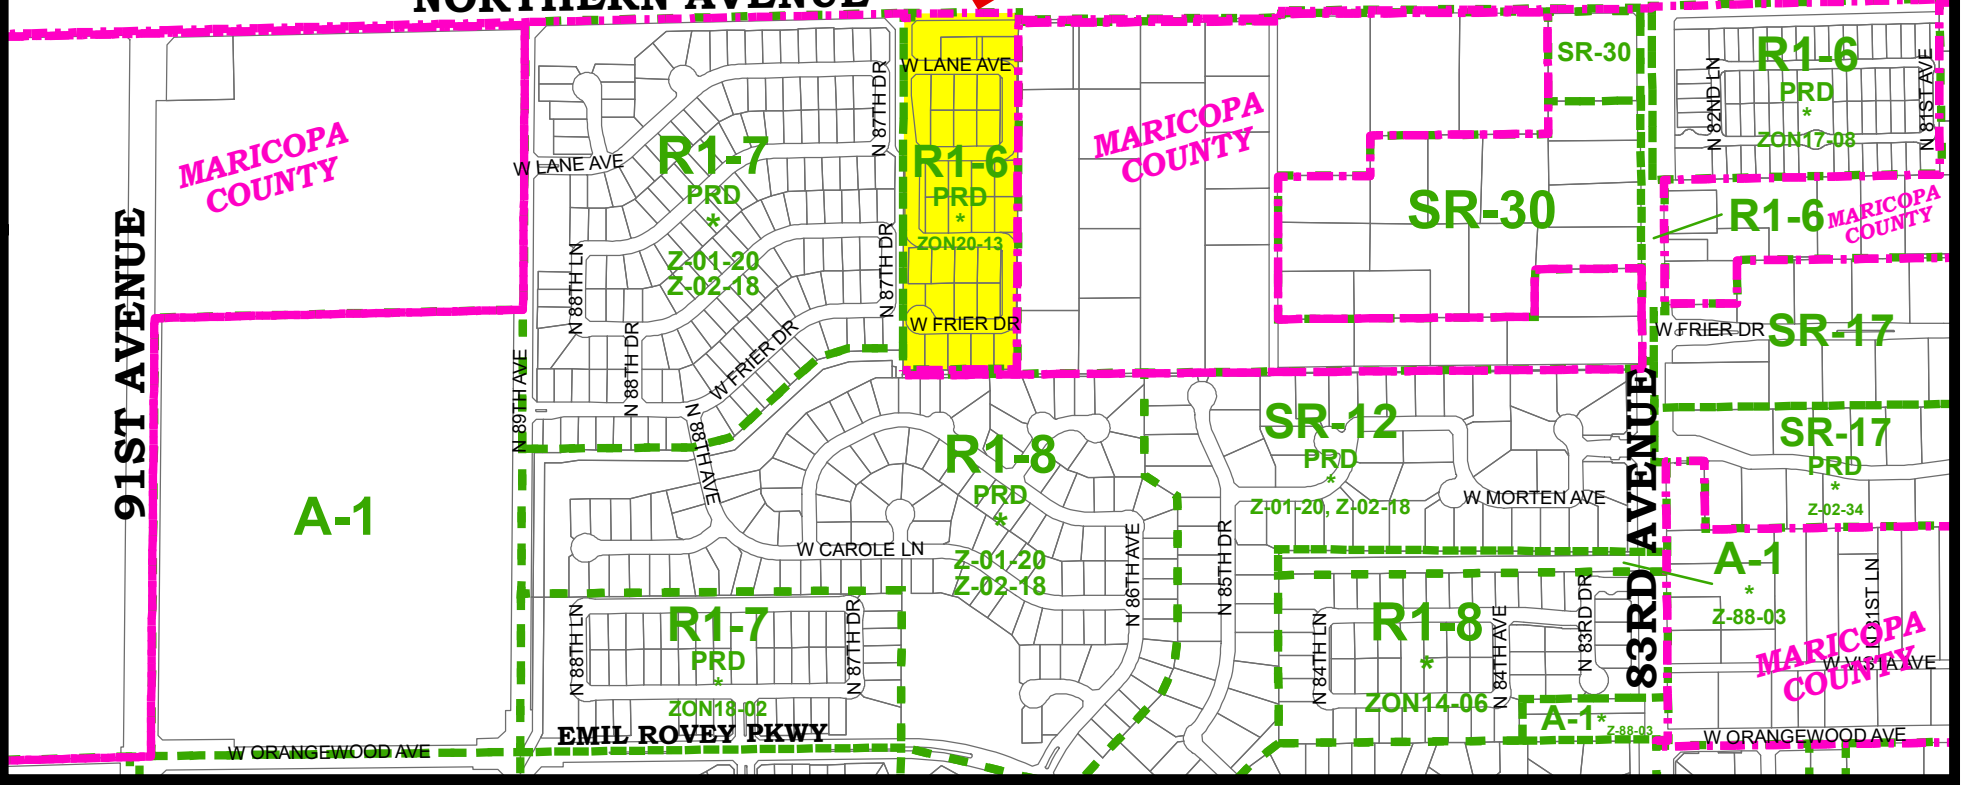 NORTHERN AVENUE
MARICOPA
COUNTY
91ST AVENUE
A-1
W ORANGEWOOD AVE
N 89TH AVE
W LANE AVE
R1-7
PRD
*
Z-01-20
Z-02-18
N 87TH DR
N 87TH DR
N 88TH LN
N 88TH DR
W FRIER DR
N 88TH AVE
W LANE AVE
R1-6
PRD
*
ZON20-13
W FRIER DR
MARICOPA
COUNTY
SR-30
SR-30
R1-8
PRD
*
Z-01-20
Z-02-18
W CAROLE LN
N 86TH AVE
N 85TH DR
R1-7
PRD
*
ZON18-02
N 88TH LN
N 87TH DR
EMIL ROVEY PKWY
SR-12
PRD
*
Z-01-20, Z-02-18
W MORTEN AVE
R1-8
*
ZON14-06
N 84TH LN
N 84TH AVE
N 83RD DR
A-1*
Z-88-03
83RD AVENUE
N 82ND LN
R1-6
PRD
*
ZON17-08
N 81ST AVE
R1-6
MARICOPA
COUNTY
W FRIER DR
SR-17
SR-17
PRD
*
Z-02-34
A-1
*
Z-88-03
N 81ST LN
MARICOPA
COUNTY
W VISTA AVE
W ORANGEWOOD AVE